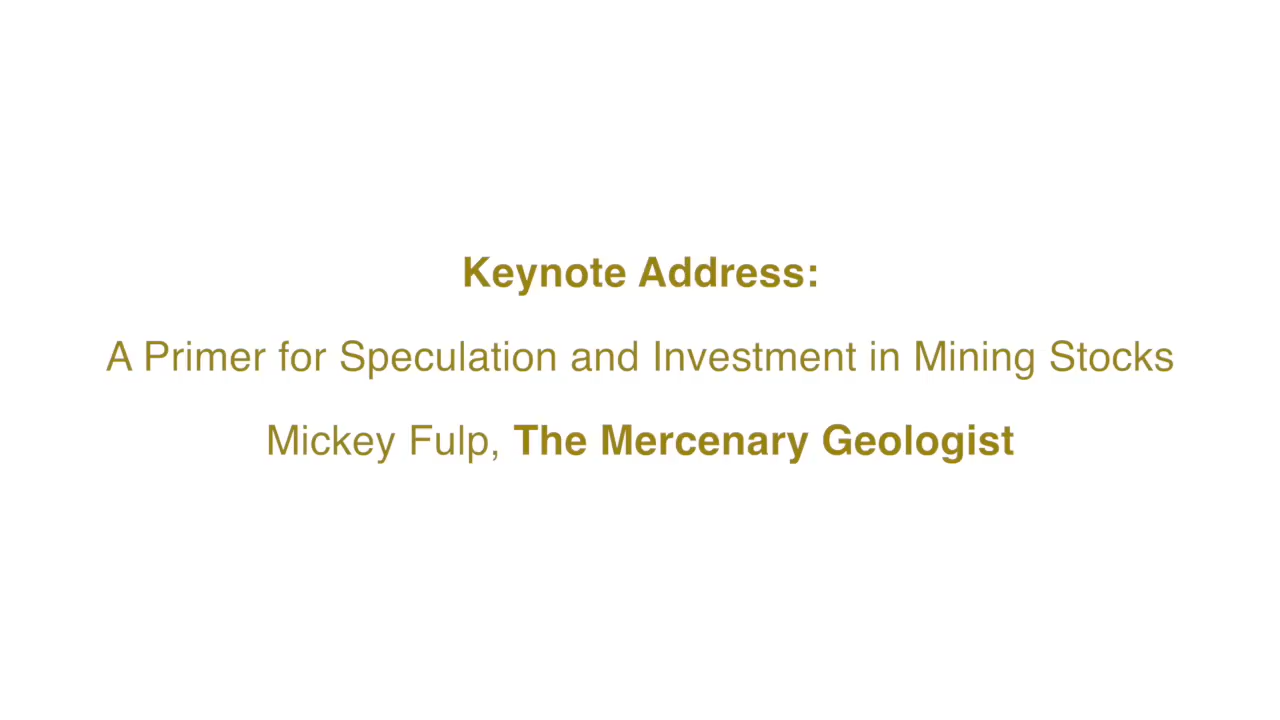 Keynote Address:
A Primer for Speculation and Investment in Mining Stocks
Mickey Fulp, The Mercenary Geologist